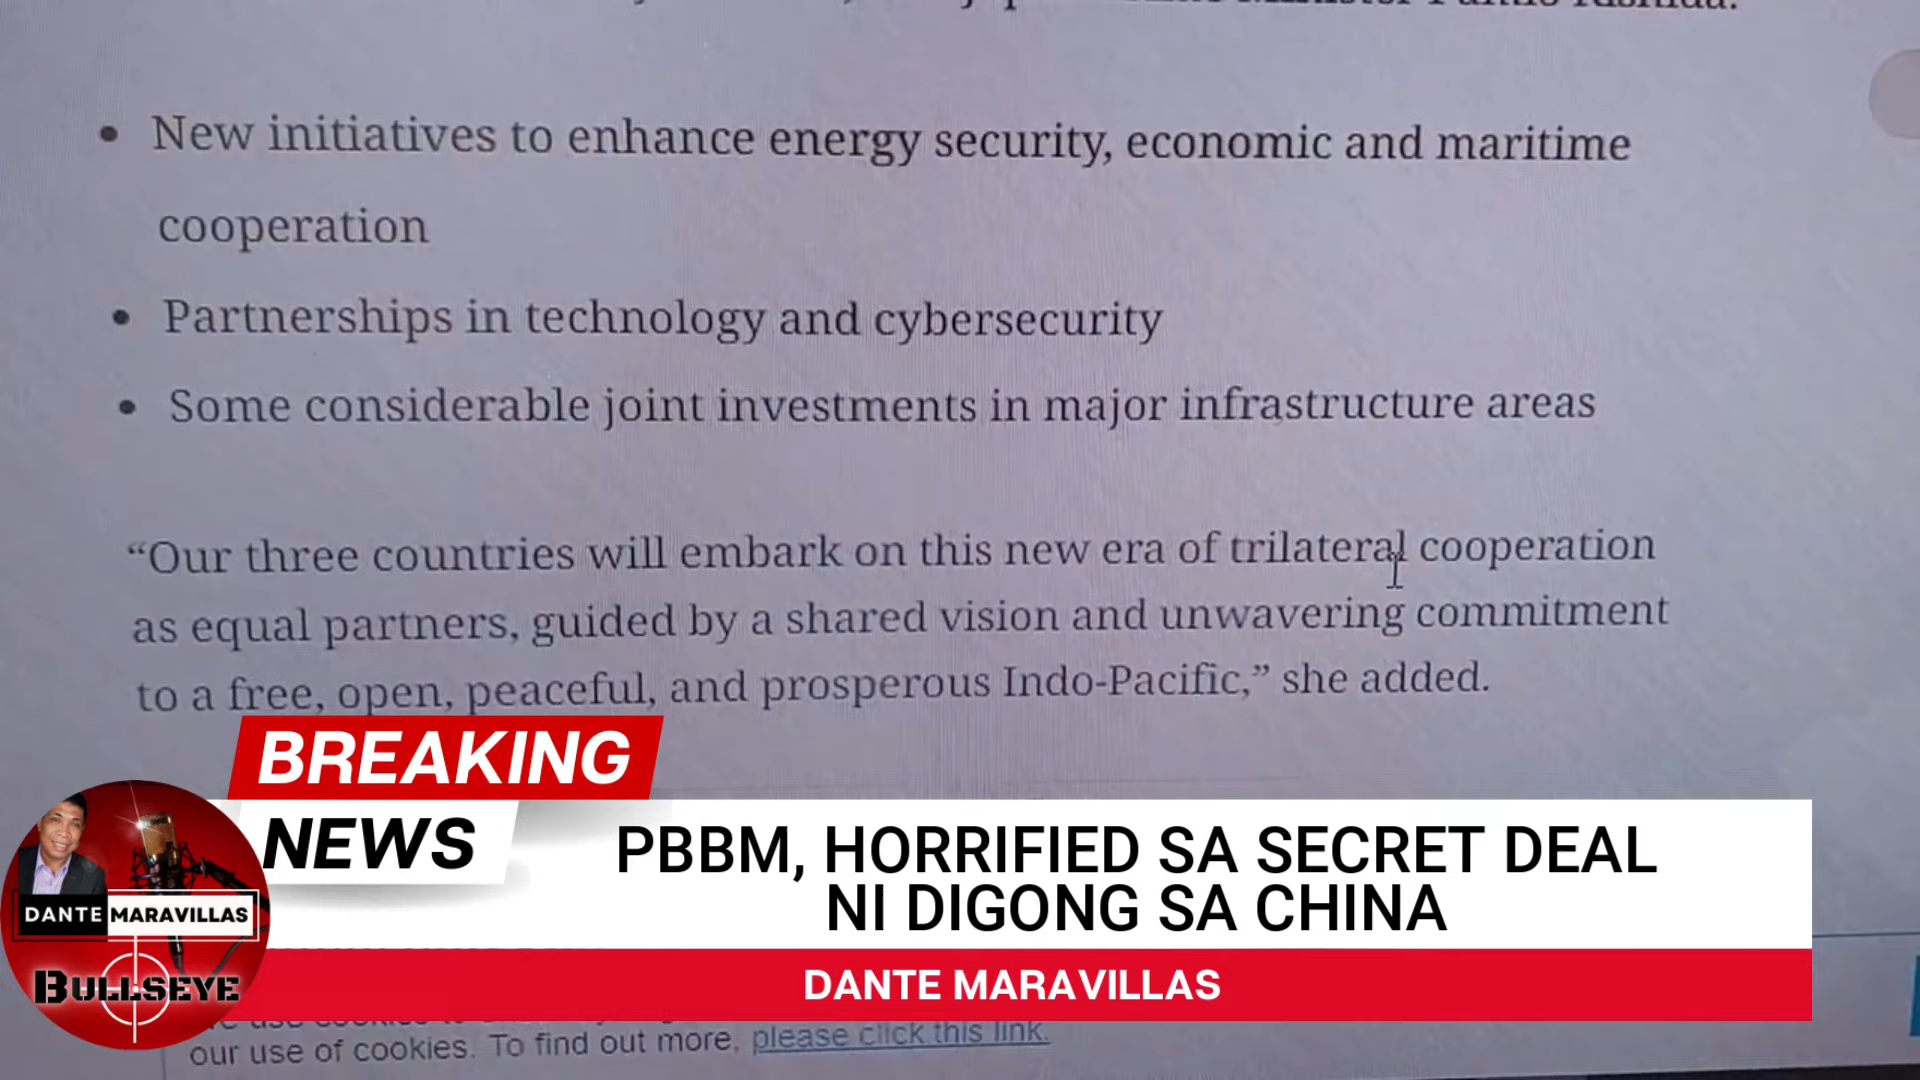 • New initiatives to enhance energy security, economic and maritime
cooperation
• Partnerships in technology and cybersecurity
• Some considerable joint investments in major infrastructure areas
“Our three countries will embark on this new era of trilateral cooperation
as equal partners, guided by a shared vision and unwavering commitment
to a free, open, peaceful, and prosperous Indo-Pacific,” she added.
BREAKING
NEWS
PBBM, HORRIFIED SA SECRET DEAL
NI DIGONG SA CHINA
DANTE MARAVILLAS
BULLSEYE
DANTE MARAVILLAS
our use of cookies. To find out more, please click this link.